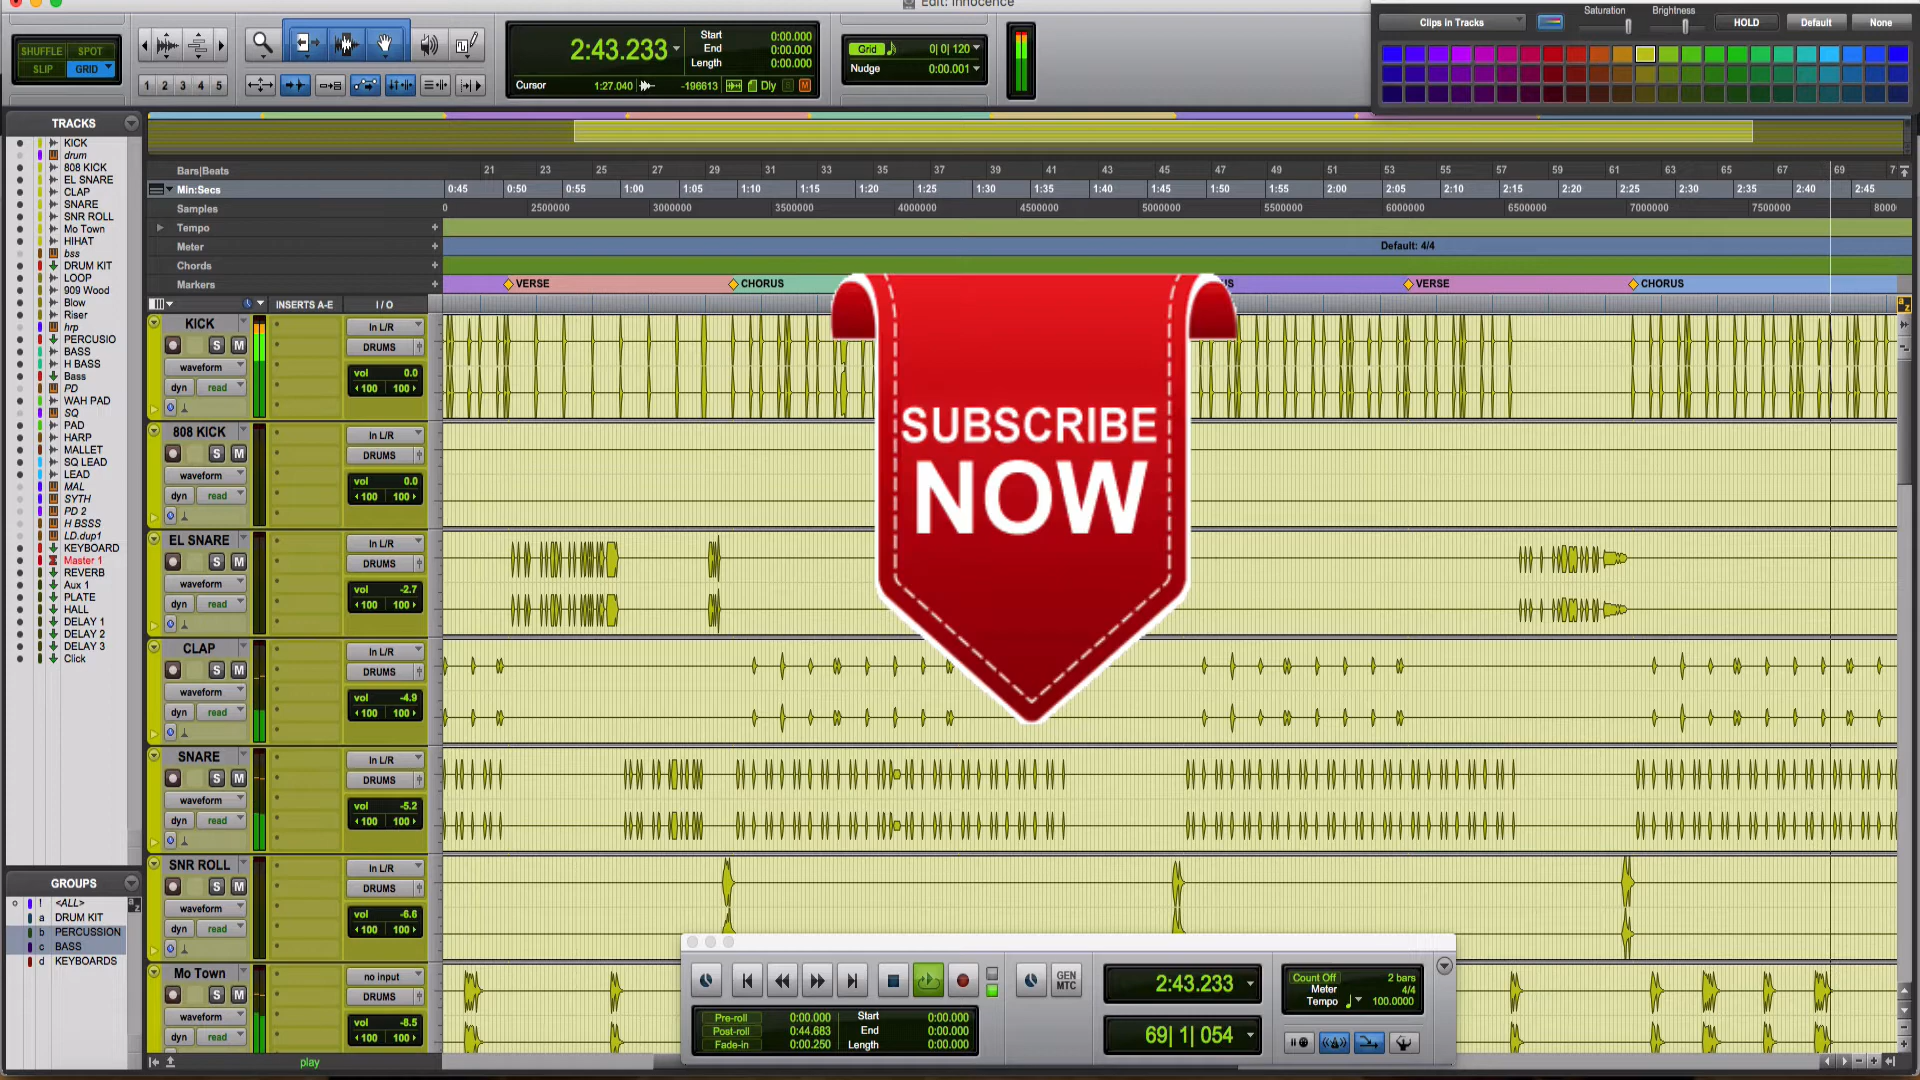 Edit: Innocence
SHUFFLE SPOT
SLIP GRID
1 2 3 4 5
2:43.233
Start 0:00.000
End 0:00.000
Length 0:00.000
Cursor 1:27.040 -196613 Dly
Grid 0| 0| 120
Nudge 0:00.001
Clips in Tracks
Saturation Brightness
HOLD Default None
TRACKS
KICK
drum
808 KICK
EL SNARE
CLAP
SNARE
SNR ROLL
Mo Town
HIHAT
bss
DRUM KIT
LOOP
909 Wood
Blow
Riser
hrp
PERCUSIO
BASS
H BASS
Bass
PD
WAH PAD
SQ
PAD
HARP
MALLET
SQ LEAD
LEAD
MAL
SYTH
PD 2
H BSSS
LD.dup1
KEYBOARD
Master 1
REVERB
Aux 1
PLATE
HALL
DELAY 1
DELAY 2
DELAY 3
Click
GROUPS
! <ALL>
a DRUM KIT
b PERCUSSION
c BASS
d KEYBOARDS
Bars|Beats 21 23 25 27 29 31 33 35 37 39 41 43 45 47 49 51 53 55 57 59 61 63 65 67 69 7
Min:Secs 0:45 0:50 0:55 1:00 1:05 1:10 1:15 1:20 1:25 1:30 1:35 1:40 1:45 1:50 1:55 2:00 2:05 2:10 2:15 2:20 2:25 2:30 2:35 2:40 2:45
Samples 0 2500000 3000000 3500000 4000000 4500000 5000000 5500000 6000000 6500000 7000000 7500000 8000
Tempo
Meter Default: 4/4
Chords
Markers VERSE CHORUS US VERSE CHORUS
INSERTS A-E I / O
KICK In L/R
S M DRUMS
waveform vol 0.0
dyn read 100 100
808 KICK In L/R
S M DRUMS
waveform vol 0.0
dyn read 100 100
EL SNARE In L/R
S M DRUMS
waveform vol -2.7
dyn read 100 100
CLAP In L/R
S M DRUMS
waveform vol -4.9
dyn read 100 100
SNARE In L/R
S M DRUMS
waveform vol -5.2
dyn read 100 100
SNR ROLL In L/R
S M DRUMS
waveform vol -6.6
dyn read 100 100
Mo Town no input
S M DRUMS
waveform vol -8.5
dyn read 100 100
play
SUBSCRIBE
NOW
GEN
MTC
2:43.233
69| 1| 054
Count Off 2 bars
Meter 4/4
Tempo 100.0000
Pre-roll 0:00.000 Start 0:00.000
Post-roll 0:44.683 End 0:00.000
Fade-in 0:00.250 Length 0:00.000